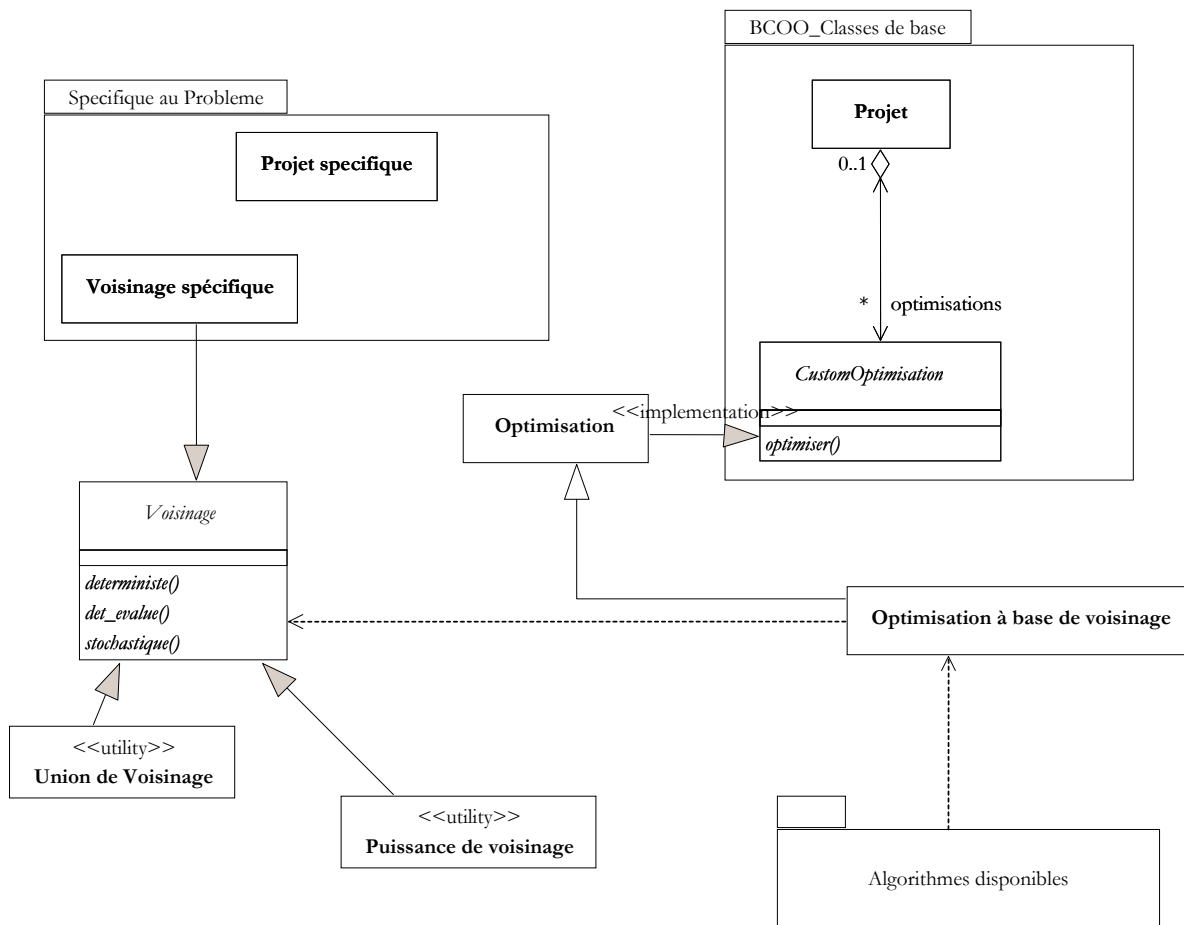 BCOO_Classes de base
Specifique au Probleme
Projet
Projet specifique
0..1
Voisinage spécifique
* optimisations
CustomOptimisation
<<implementation>>
Optimisation
optimiser()
Voisinage
deterministe()
det_evalue()
stochastique()
Optimisation à base de voisinage
<<utility>>
Union de Voisinage
<<utility>>
Puissance de voisinage
Algorithmes disponibles